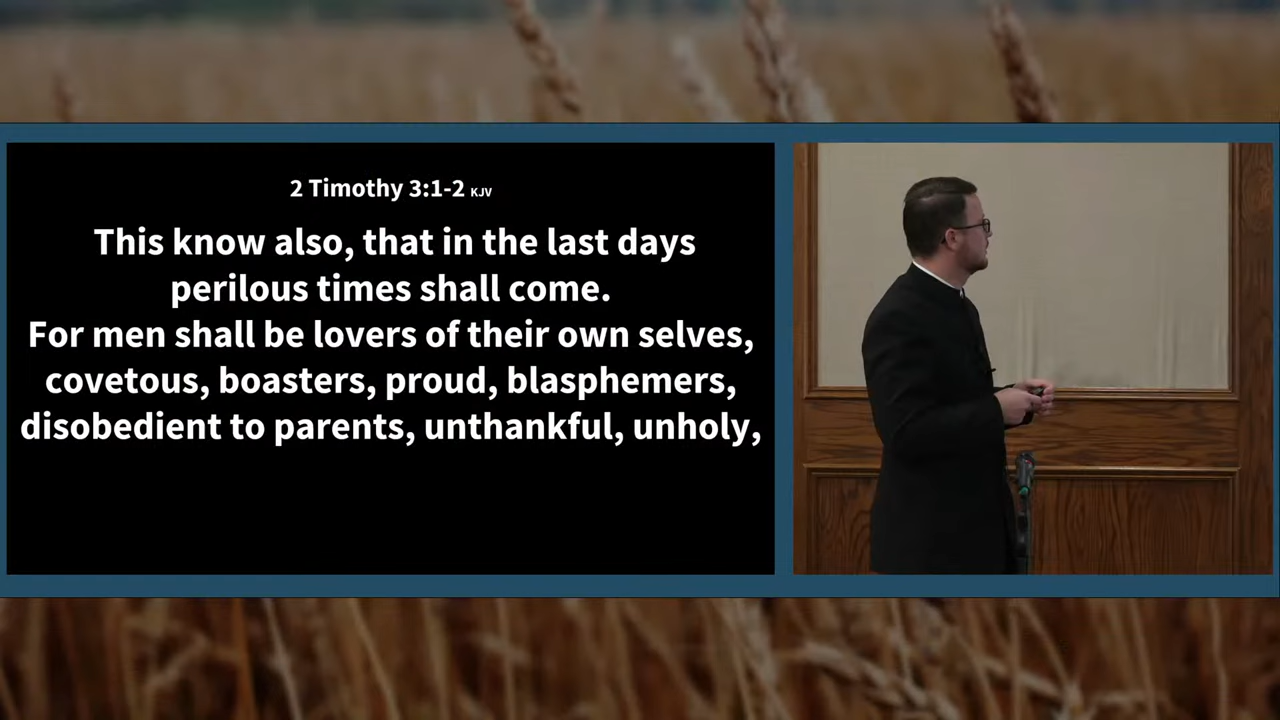 2 Timothy 3:1-2 KJV
This know also, that in the last days
perilous times shall come.
For men shall be lovers of their own selves,
covetous, boasters, proud, blasphemers,
disobedient to parents, unthankful, unholy,